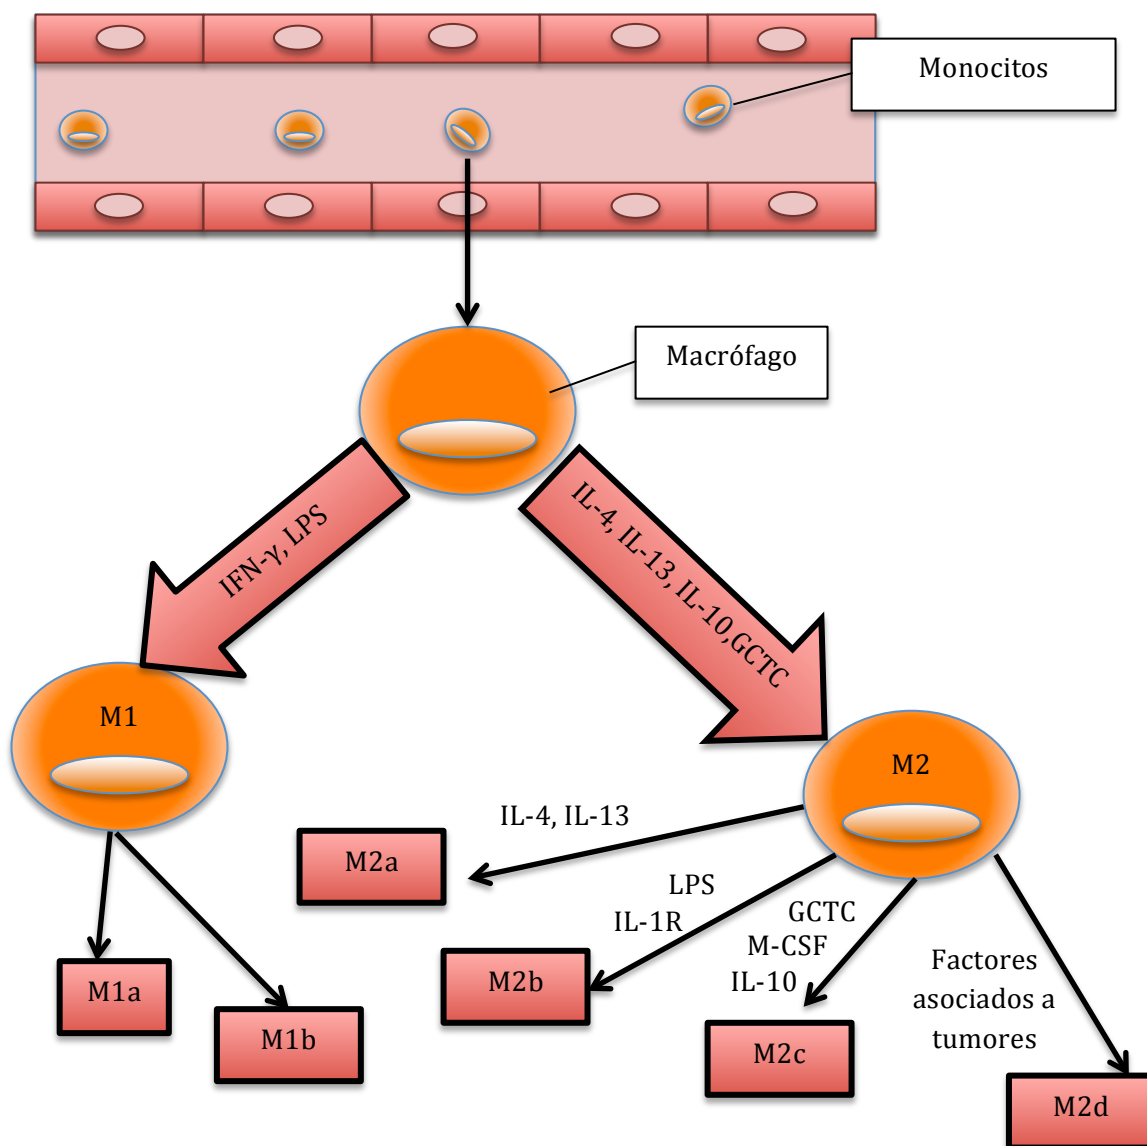 Monocitos
Macrófago
IFN-γ, LPS
IL-4, IL-13, IL-10,GCTC
M1
M2
IL-4, IL-13
M2a
LPS
IL-1R
M2b
GCTC
M-CSF
IL-10
M2c
Factores
asociados a
tumores
M2d
M1a
M1b